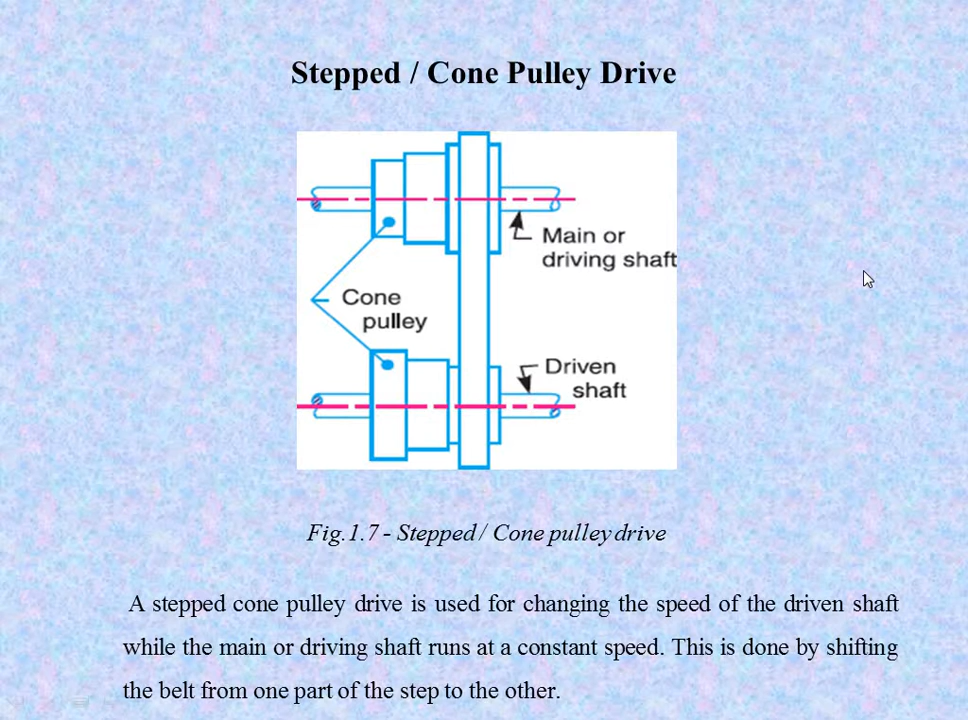 Stepped / Cone Pulley Drive
Main or
driving shaft
Cone
pulley
Driven
shaft
Fig.1.7 - Stepped / Cone pulley drive
A stepped cone pulley drive is used for changing the speed of the driven shaft
while the main or driving shaft runs at a constant speed. This is done by shifting
the belt from one part of the step to the other.